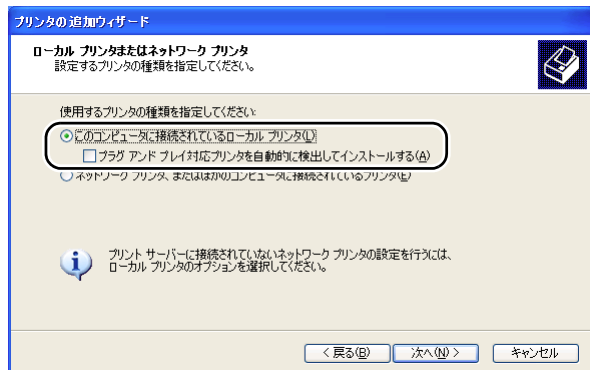 プリンタの追加ウィザード
ローカル プリンタまたはネットワーク プリンタ
設定するプリンタの種類を指定してください。
使用するプリンタの種類を指定してください:
このコンピュータに接続されているローカル プリンタ(L)
プラグ アンド プレイ対応プリンタを自動的に検出してインストールする(A)
ネットワーク プリンタ、またはほかのコンピュータに接続されているプリンタ(E)
プリント サーバーに接続されていないネットワーク プリンタの設定を行うには、
ローカル プリンタのオプションを選択してください。
< 戻る(B) 次へ(N) > キャンセル